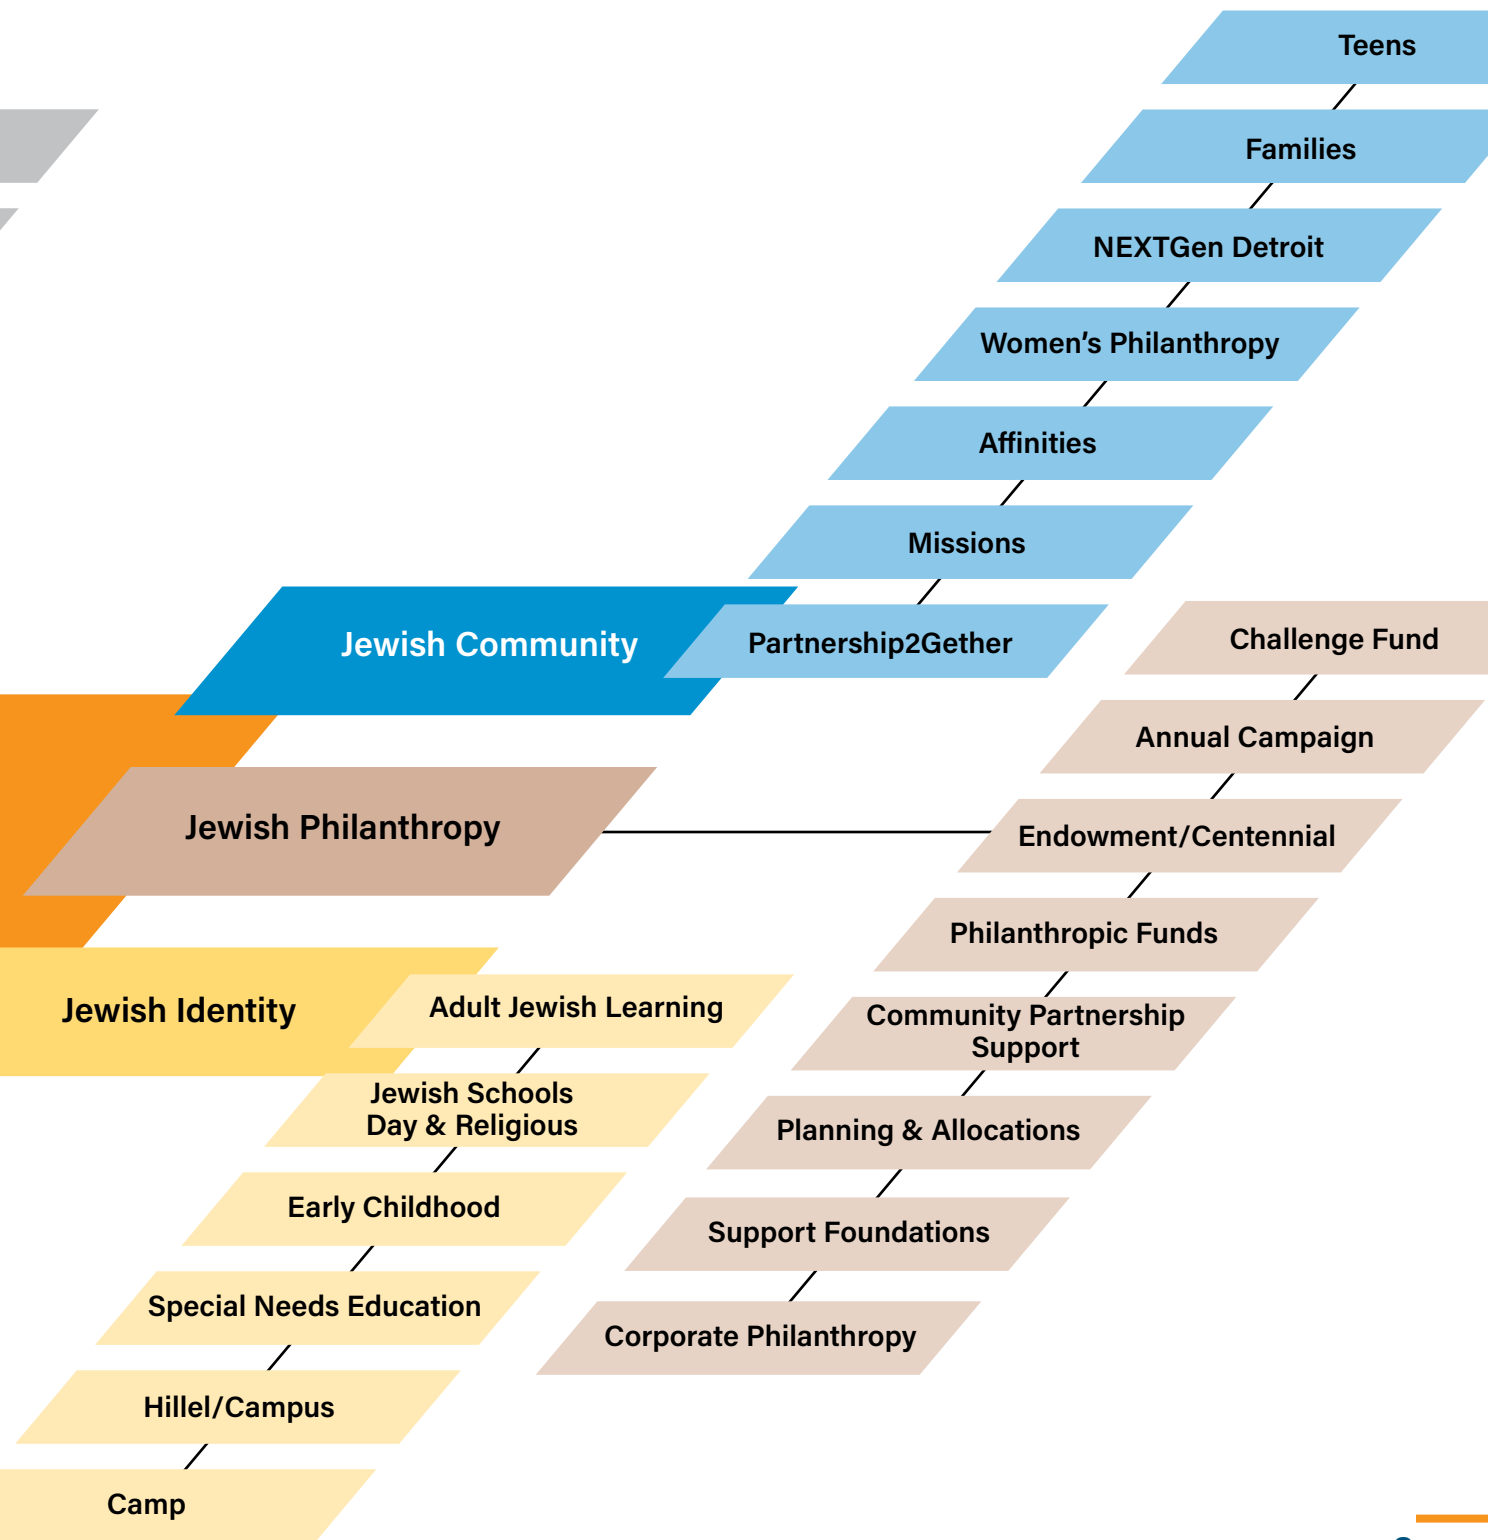 Teens
Families
NEXTGen Detroit
Women's Philanthropy
Affinities
Missions
Jewish Community
Partnership2Gether
Challenge Fund
Annual Campaign
Jewish Philanthropy
Endowment/Centennial
Philanthropic Funds
Community Partnership
Support
Planning & Allocations
Support Foundations
Corporate Philanthropy
Jewish Identity
Adult Jewish Learning
Jewish Schools
Day & Religious
Early Childhood
Special Needs Education
Hillel/Campus
Camp